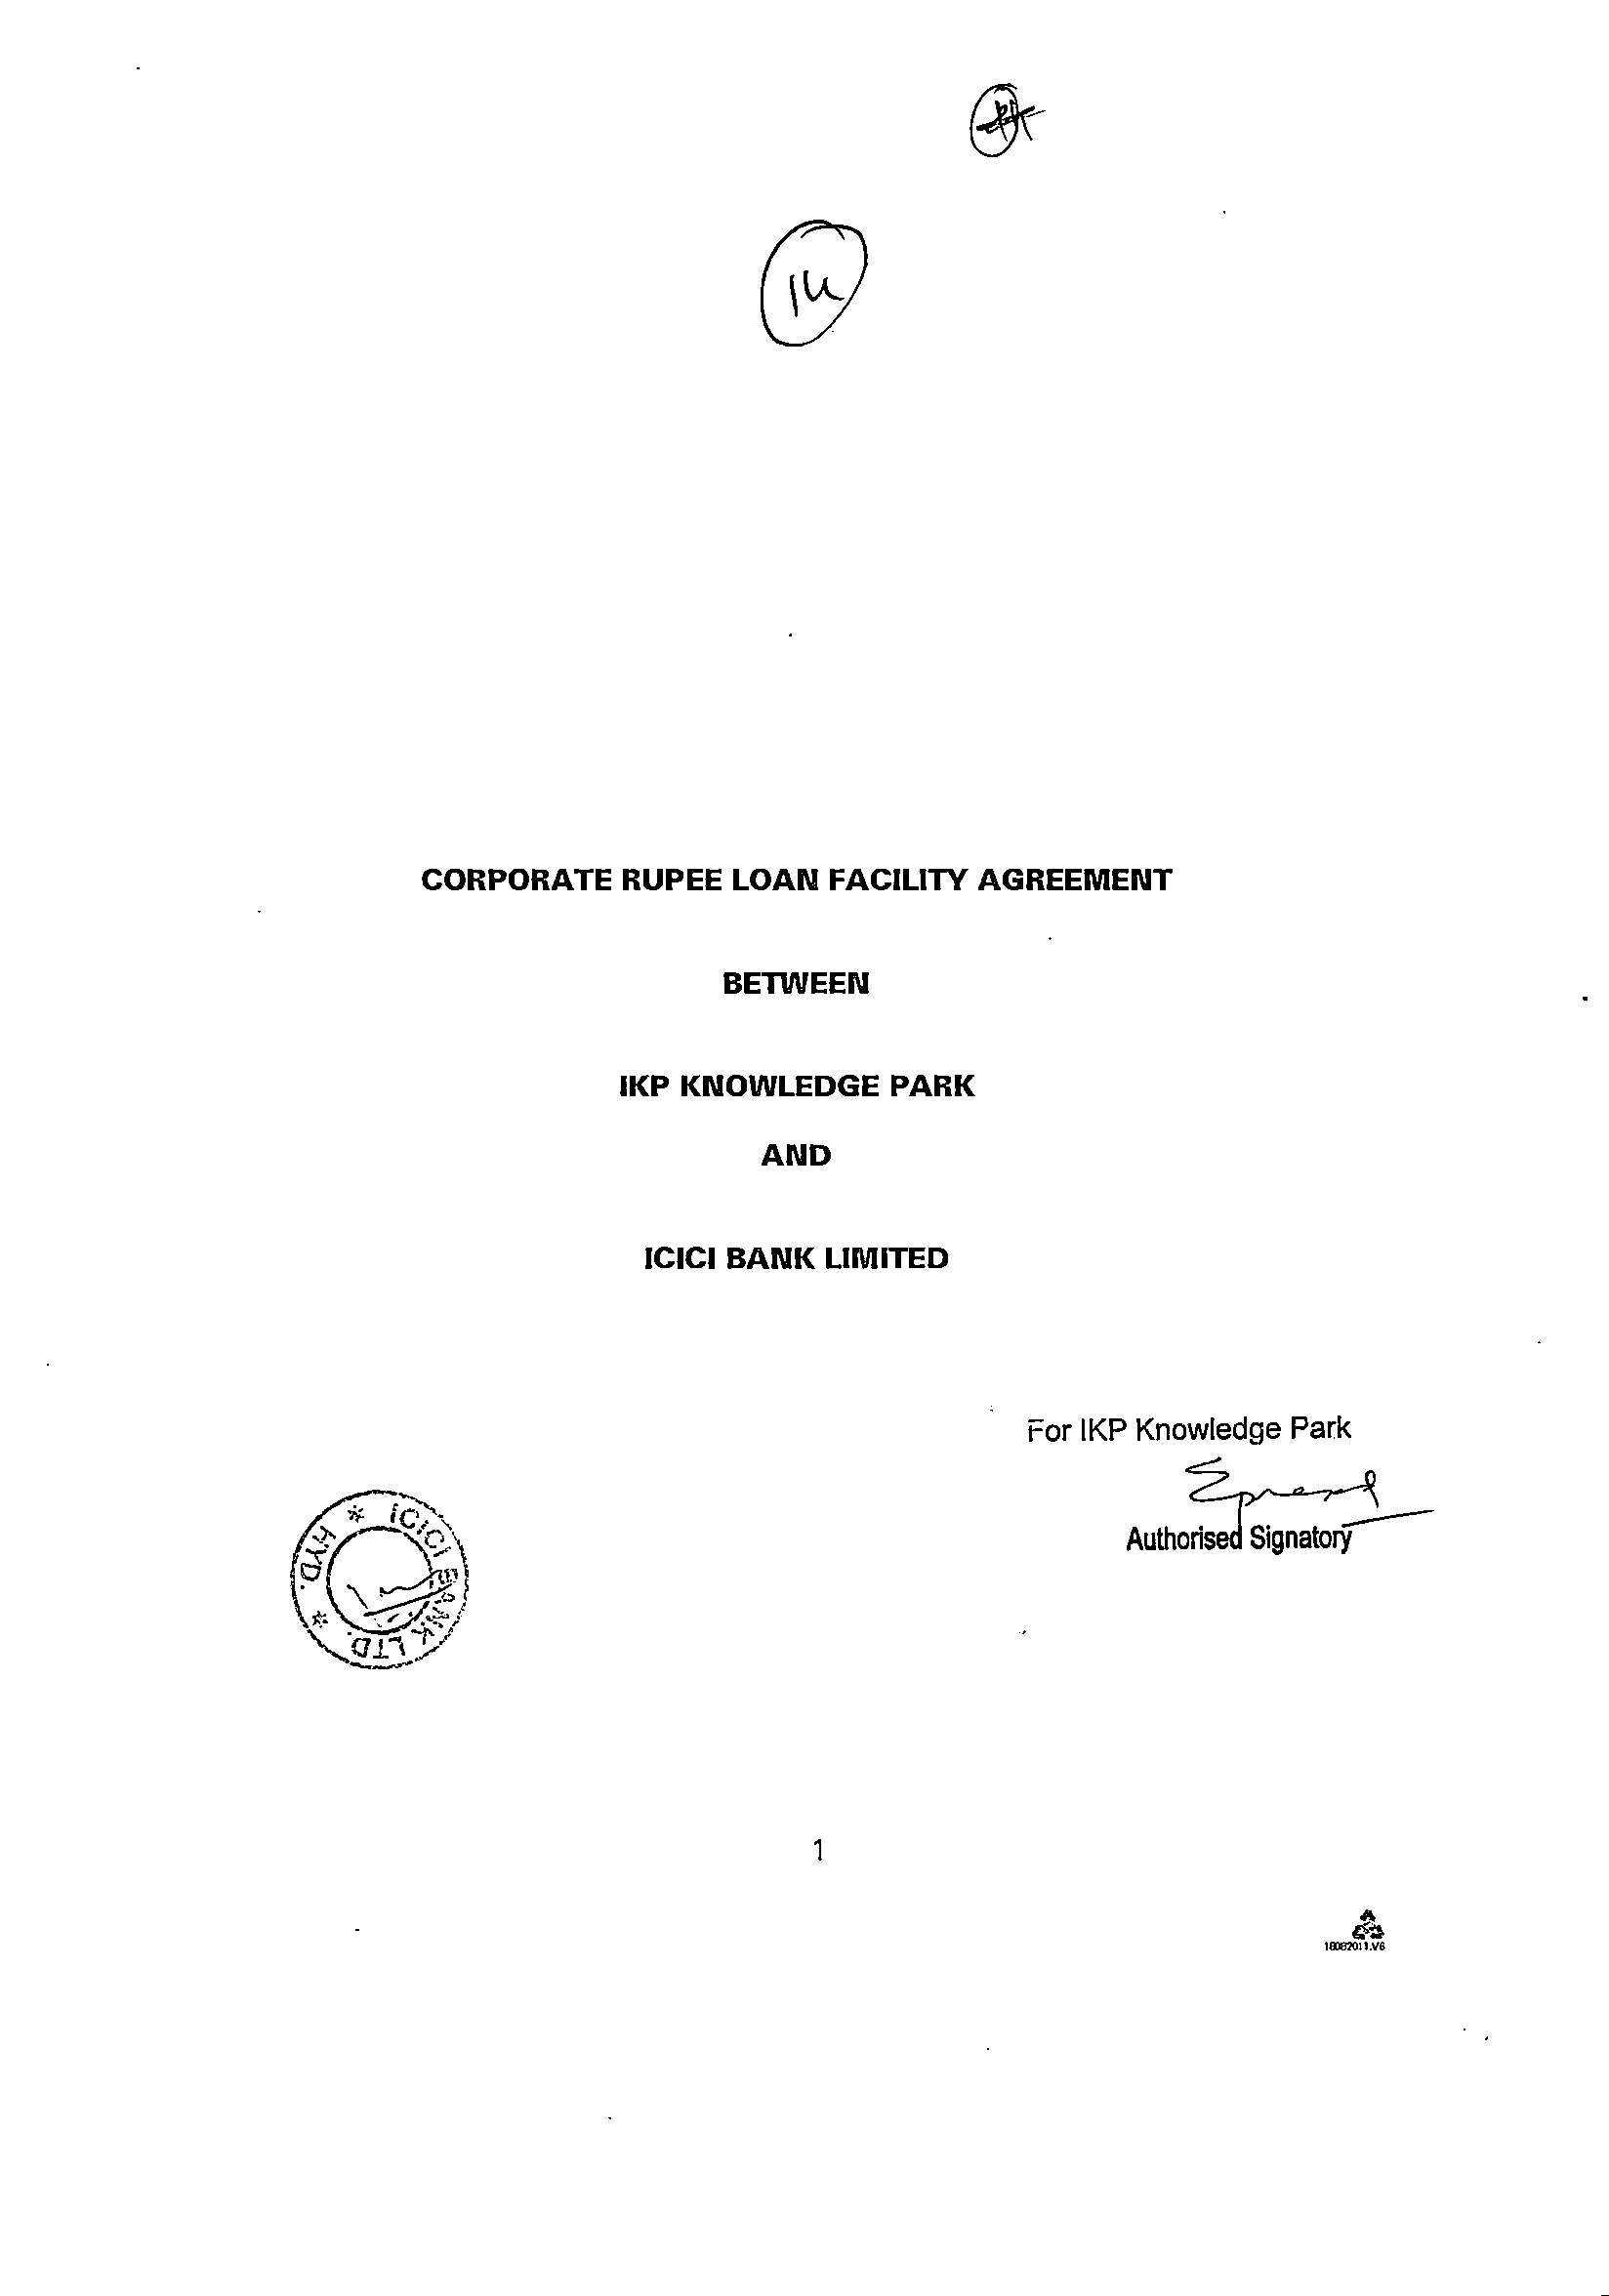 CORPORATE RUPEE LOAN FACILITY AGREEMENT
BETWEEN
IKP KNOWLEDGE PARK
AND
ICICI BANK LIMITED
For IKP Knowledge Park
Authorised Signatory
ICICI BANK LTD. * HYD. *
1
18082011.V6